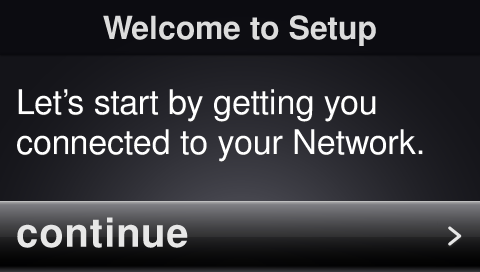 Welcome to Setup
Let’s start by getting you
connected to your Network.
continue >